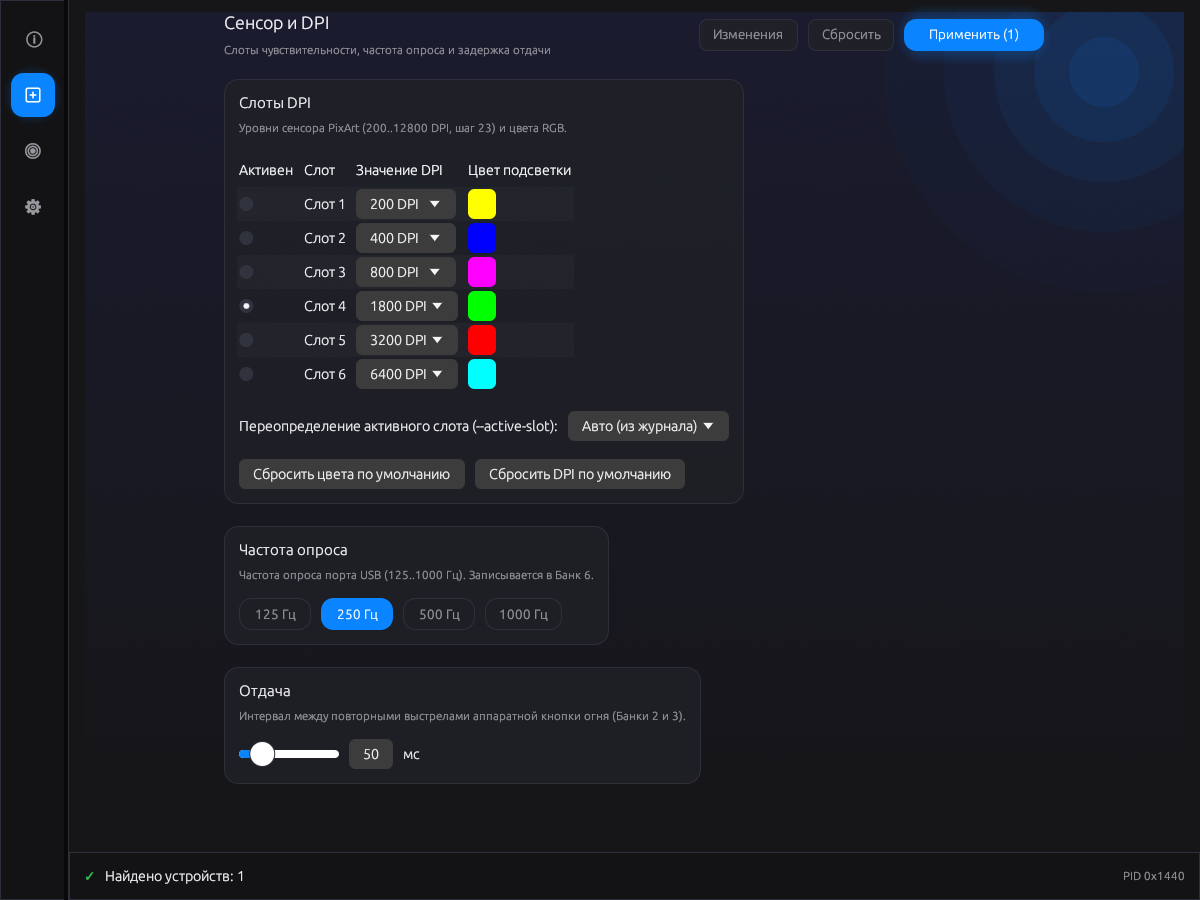 Сенсор и DPI
Слоты чувствительности, частота опроса и задержка отдачи
Изменения
Сбросить
Применить (1)
Слоты DPI
Уровни сенсора PixArt (200..12800 DPI, шаг 23) и цвета RGB.
Активен Слот Значение DPI Цвет подсветки
Слот 1 200 DPI
Слот 2 400 DPI
Слот 3 800 DPI
Слот 4 1800 DPI
Слот 5 3200 DPI
Слот 6 6400 DPI
Переопределение активного слота (--active-slot): Авто (из журнала)
Сбросить цвета по умолчанию Сбросить DPI по умолчанию
Частота опроса
Частота опроса порта USB (125..1000 Гц). Записывается в Банк 6.
125 Гц 250 Гц 500 Гц 1000 Гц
Отдача
Интервал между повторными выстрелами аппаратной кнопки огня (Банки 2 и 3).
50 мс
✓ Найдено устройств: 1
PID 0x1440